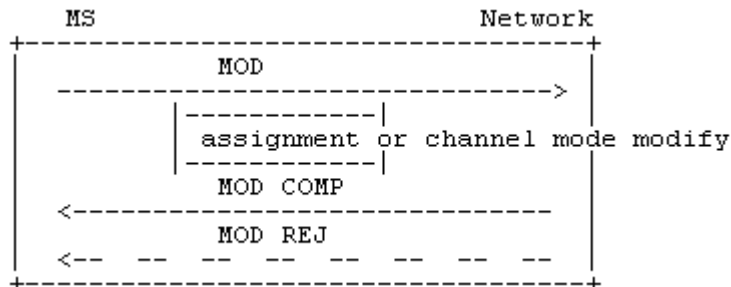 MS Network
MOD
assignment or channel mode modify
MOD COMP
MOD REJ